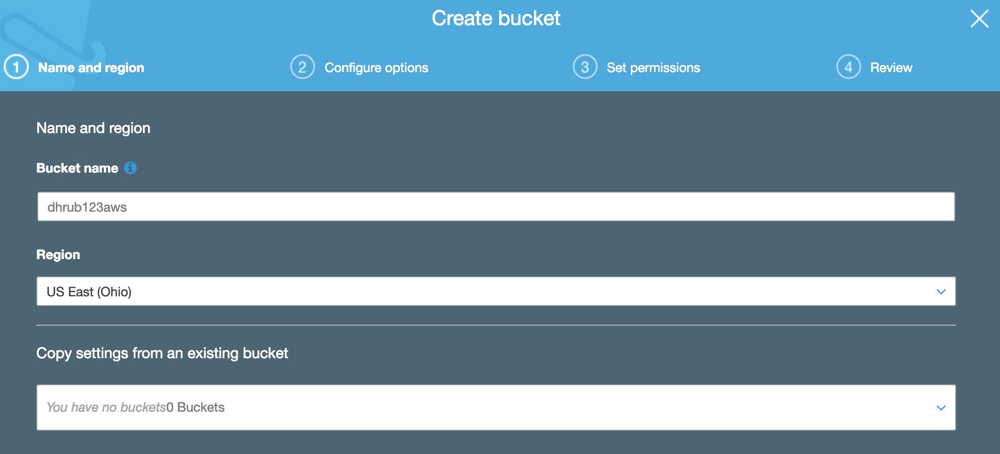 Create bucket
1 Name and region
2 Configure options
3 Set permissions
4 Review
Name and region
Bucket name
dhrub123aws
Region
US East (Ohio)
Copy settings from an existing bucket
You have no buckets0 Buckets